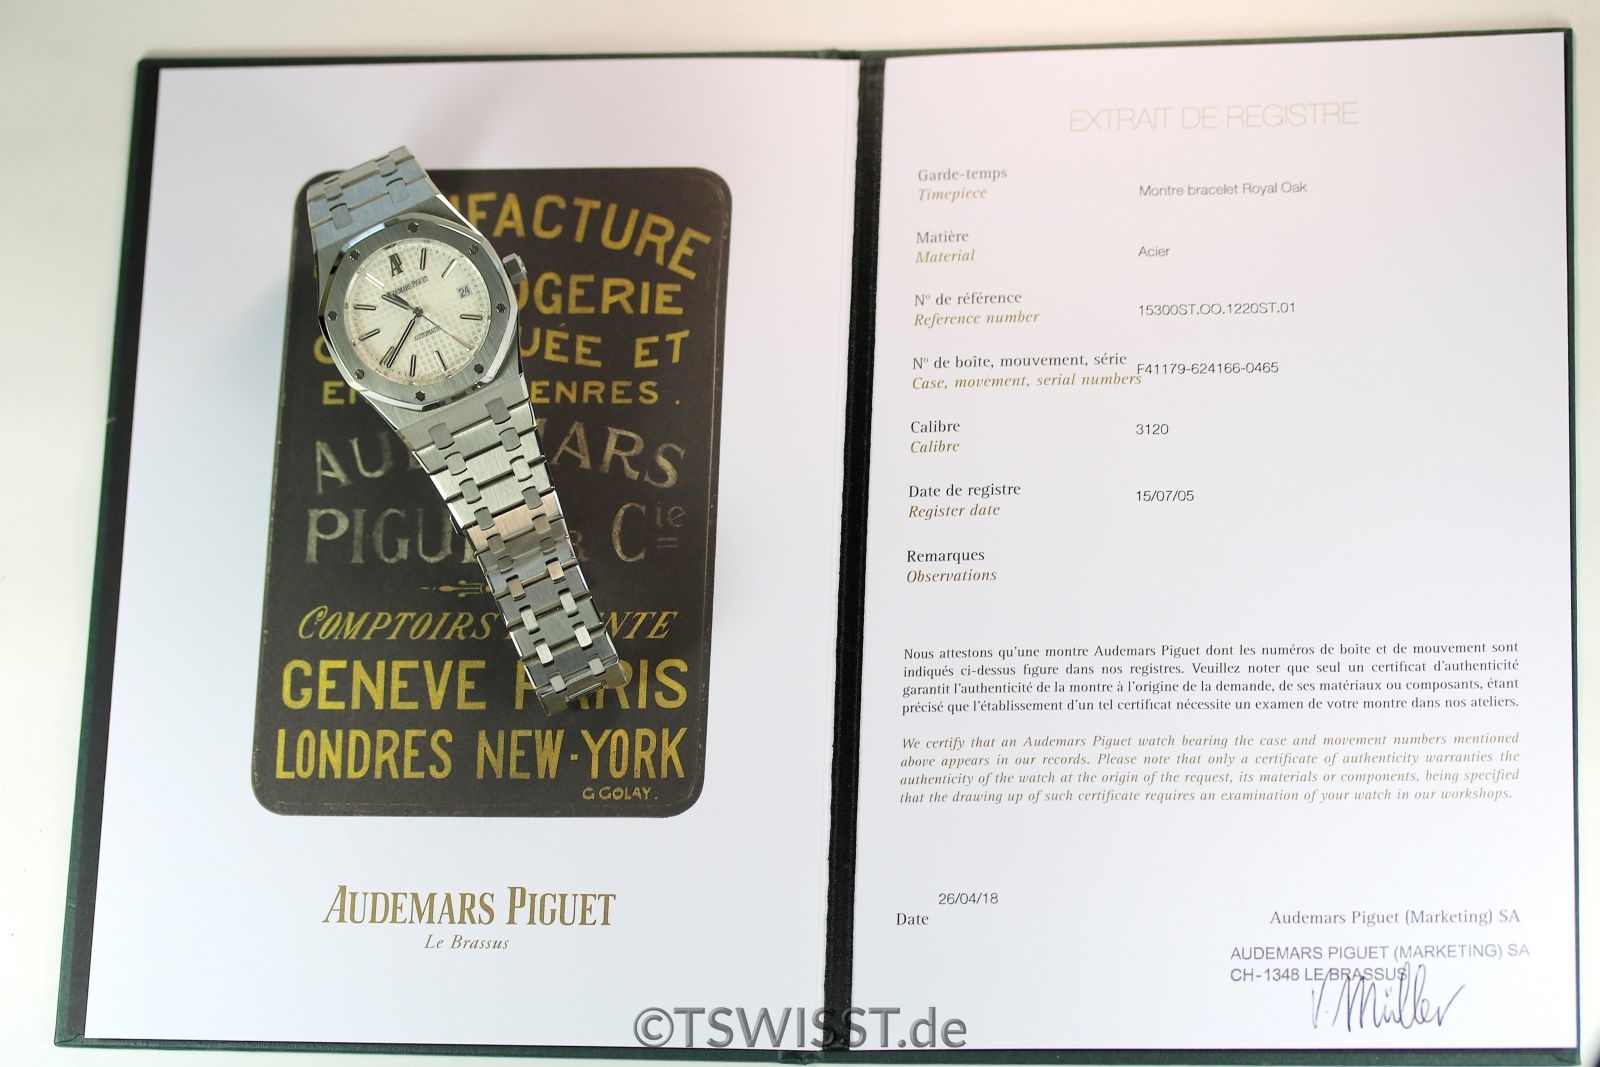 AP
AUDEMARS PIGUET
AUTOMATIC
24
FACTURE
OGERIE
UÉE ET
ENRES.
AU MARS
PIGU & Cie
COMPTOIRS NTE
GENEVE PARIS
LONDRES NEW-YORK
G GOLAY.
AUDEMARS PIGUET
Le Brassus
EXTRAIT DE REGISTRE
Garde-temps
Timepiece
Montre bracelet Royal Oak
Matière
Material
Acier
N° de référence
Reference number
15300ST.OO.1220ST.01
N° de boîte, mouvement, série
Case, movement, serial numbers
F41179-624166-0465
Calibre
Calibre
3120
Date de registre
Register date
15/07/05
Remarques
Observations
Nous attestons qu'une montre Audemars Piguet dont les numéros de boîte et de mouvement sont
indiqués ci-dessus figure dans nos registres. Veuillez noter que seul un certificat d'authenticité
garantit l'authenticité de la montre à l'origine de la demande, de ses matériaux ou composants, étant
précisé que l'établissement d'un tel certificat nécessite un examen de votre montre dans nos ateliers.
We certify that an Audemars Piguet watch bearing the case and movement numbers mentioned
above appears in our records. Please note that only a certificate of authenticity warranties the
authenticity of the watch at the origin of the request, its materials or components, being specified
that the drawing up of such certificate requires an examination of your watch in our workshops.
26/04/18
Date
Audemars Piguet (Marketing) SA
AUDEMARS PIGUET (MARKETING) SA
CH-1348 LE BRASSUS
V. Müller
©TSWISST.de